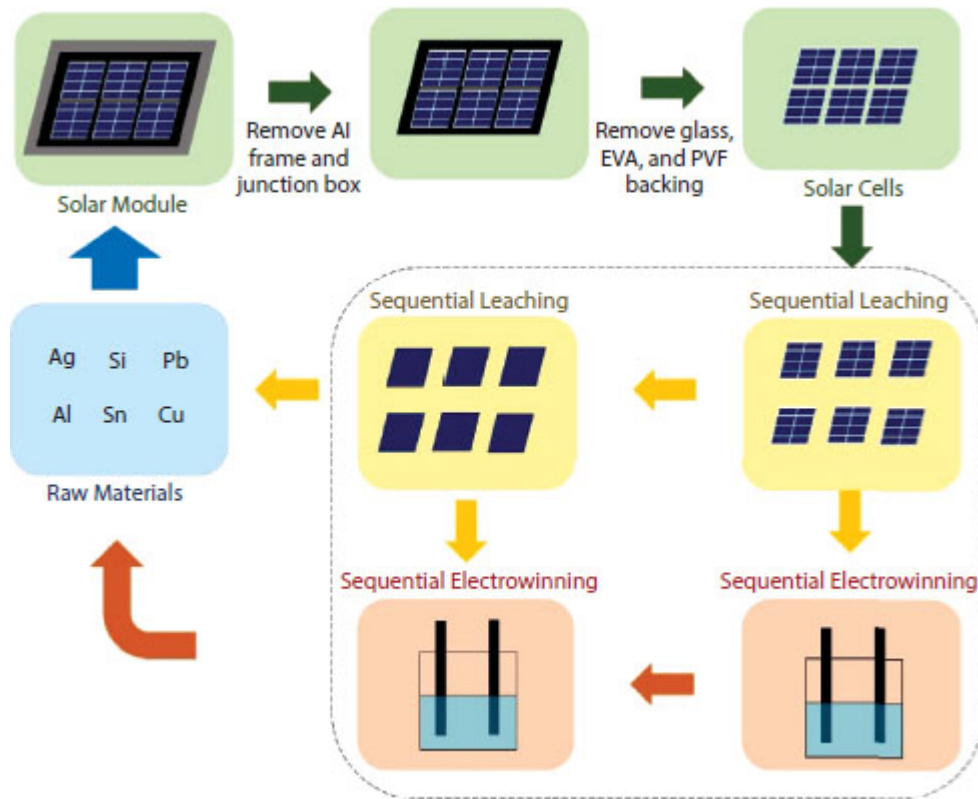 Remove Al
frame and
junction box
Remove glass,
EVA, and PVF
backing
Solar Module
Solar Cells
Sequential Leaching
Sequential Leaching
Ag Si Pb
Al Sn Cu
Raw Materials
Sequential Electrowinning
Sequential Electrowinning